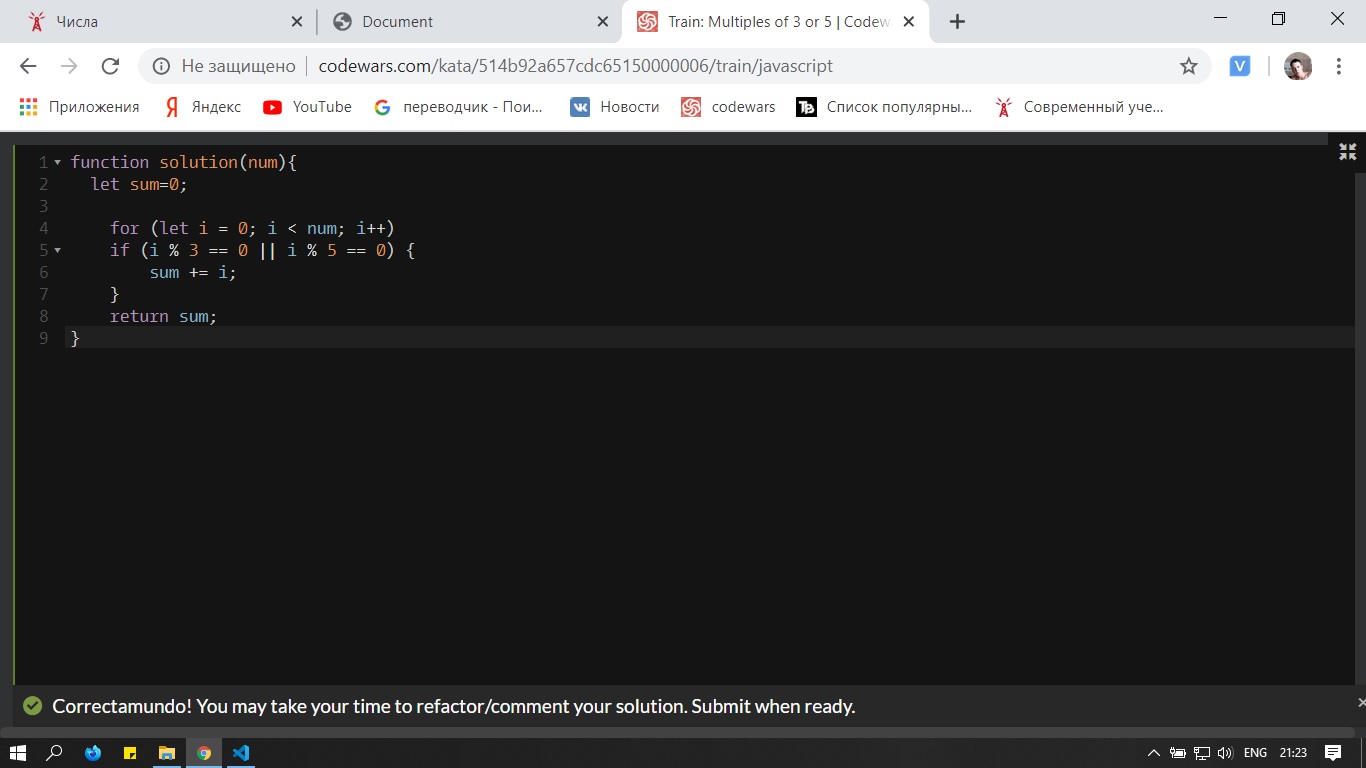 Числа
Document
Train: Multiples of 3 or 5 | Codew
Не защищено
codewars.com/kata/514b92a657cdc65150000006/train/javascript
V
Приложения
Яндекс
YouTube
переводчик - Пои...
Новости
codewars
Список популярны...
Современный уче...
1 function solution(num){
2 let sum=0;
3
4 for (let i = 0; i < num; i++)
5 if (i % 3 == 0 || i % 5 == 0) {
6 sum += i;
7 }
8 return sum;
9 }
Correctamundo! You may take your time to refactor/comment your solution. Submit when ready.
ENG
21:23